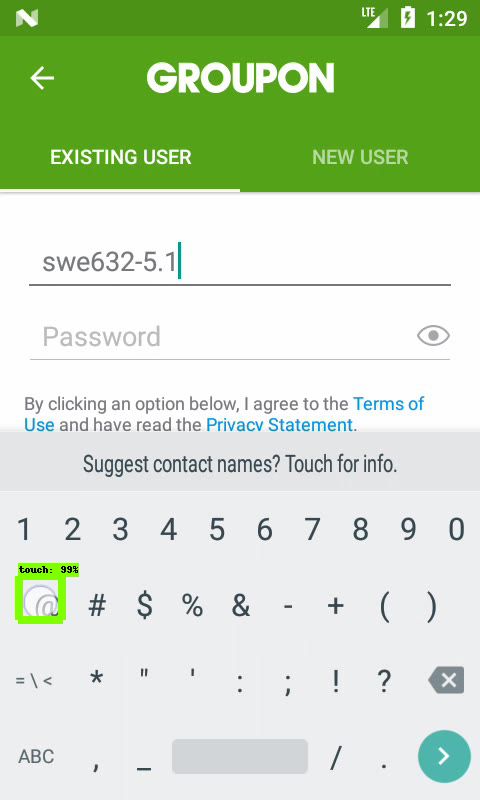 LTE 1:29
GROUPON
EXISTING USER NEW USER
swe632-5.1
Password
By clicking an option below, I agree to the Terms of
Use and have read the Privacy Statement.
Suggest contact names? Touch for info.
1 2 3 4 5 6 7 8 9 0
touch: 99%
@ # $ % & - + ( )
= \ < * " ' : ; ! ?
ABC , _ / .